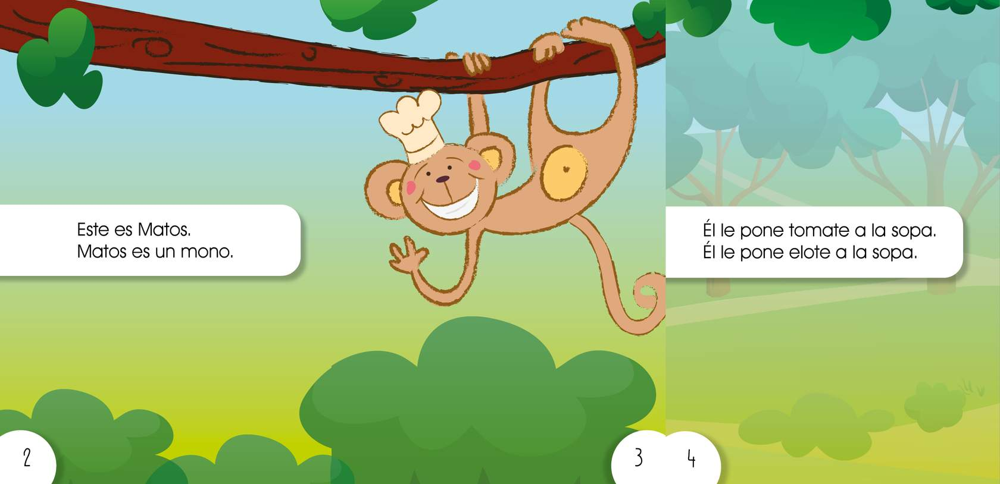 Este es Matos.
Matos es un mono.
2
3
Él le pone tomate a la sopa.
Él le pone elote a la sopa.
4